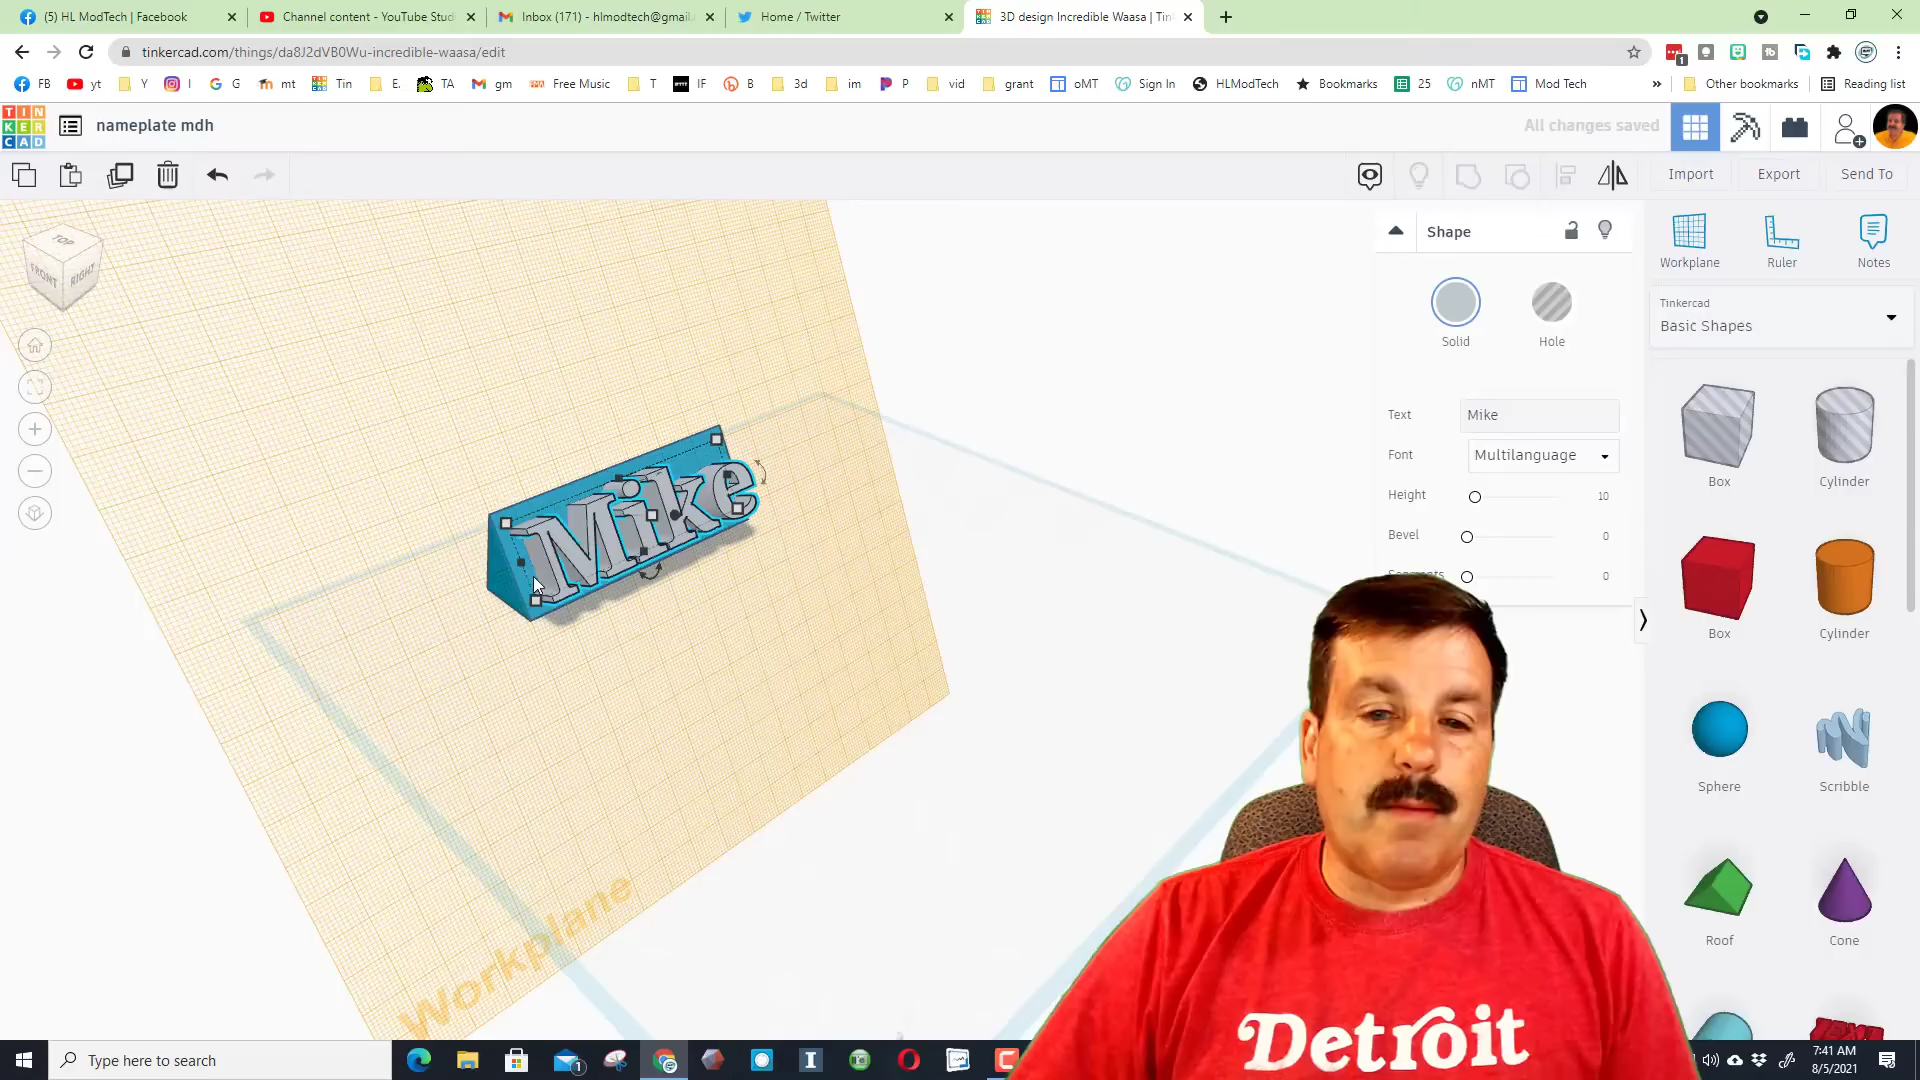 (5) HL ModTech | Facebook
Channel content - YouTube Stud
Inbox (171) - hlmodtech@gmail.
Home / Twitter
3D design Incredible Waasa | Tin
tinkercad.com/things/da8J2dVB0Wu-incredible-waasa/edit
FB yt Y I G mt Tin E. TA gm Free Music T IF B 3d im P vid grant oMT Sign In HLModTech Bookmarks 25 nMT Mod Tech » Other bookmarks Reading list
TINKERCAD
nameplate mdh
All changes saved
Import Export Send To
TOP
FRONT RIGHT
Shape
Solid Hole
Text Mike
Font Multilanguage
Height 10
Bevel 0
Segments 0
Workplane Ruler Notes
Tinkercad
Basic Shapes
Box Cylinder
Box Cylinder
Sphere Scribble
Roof Cone
Mike
Workplane
Detroit
Type here to search
7:41 AM
8/5/2021